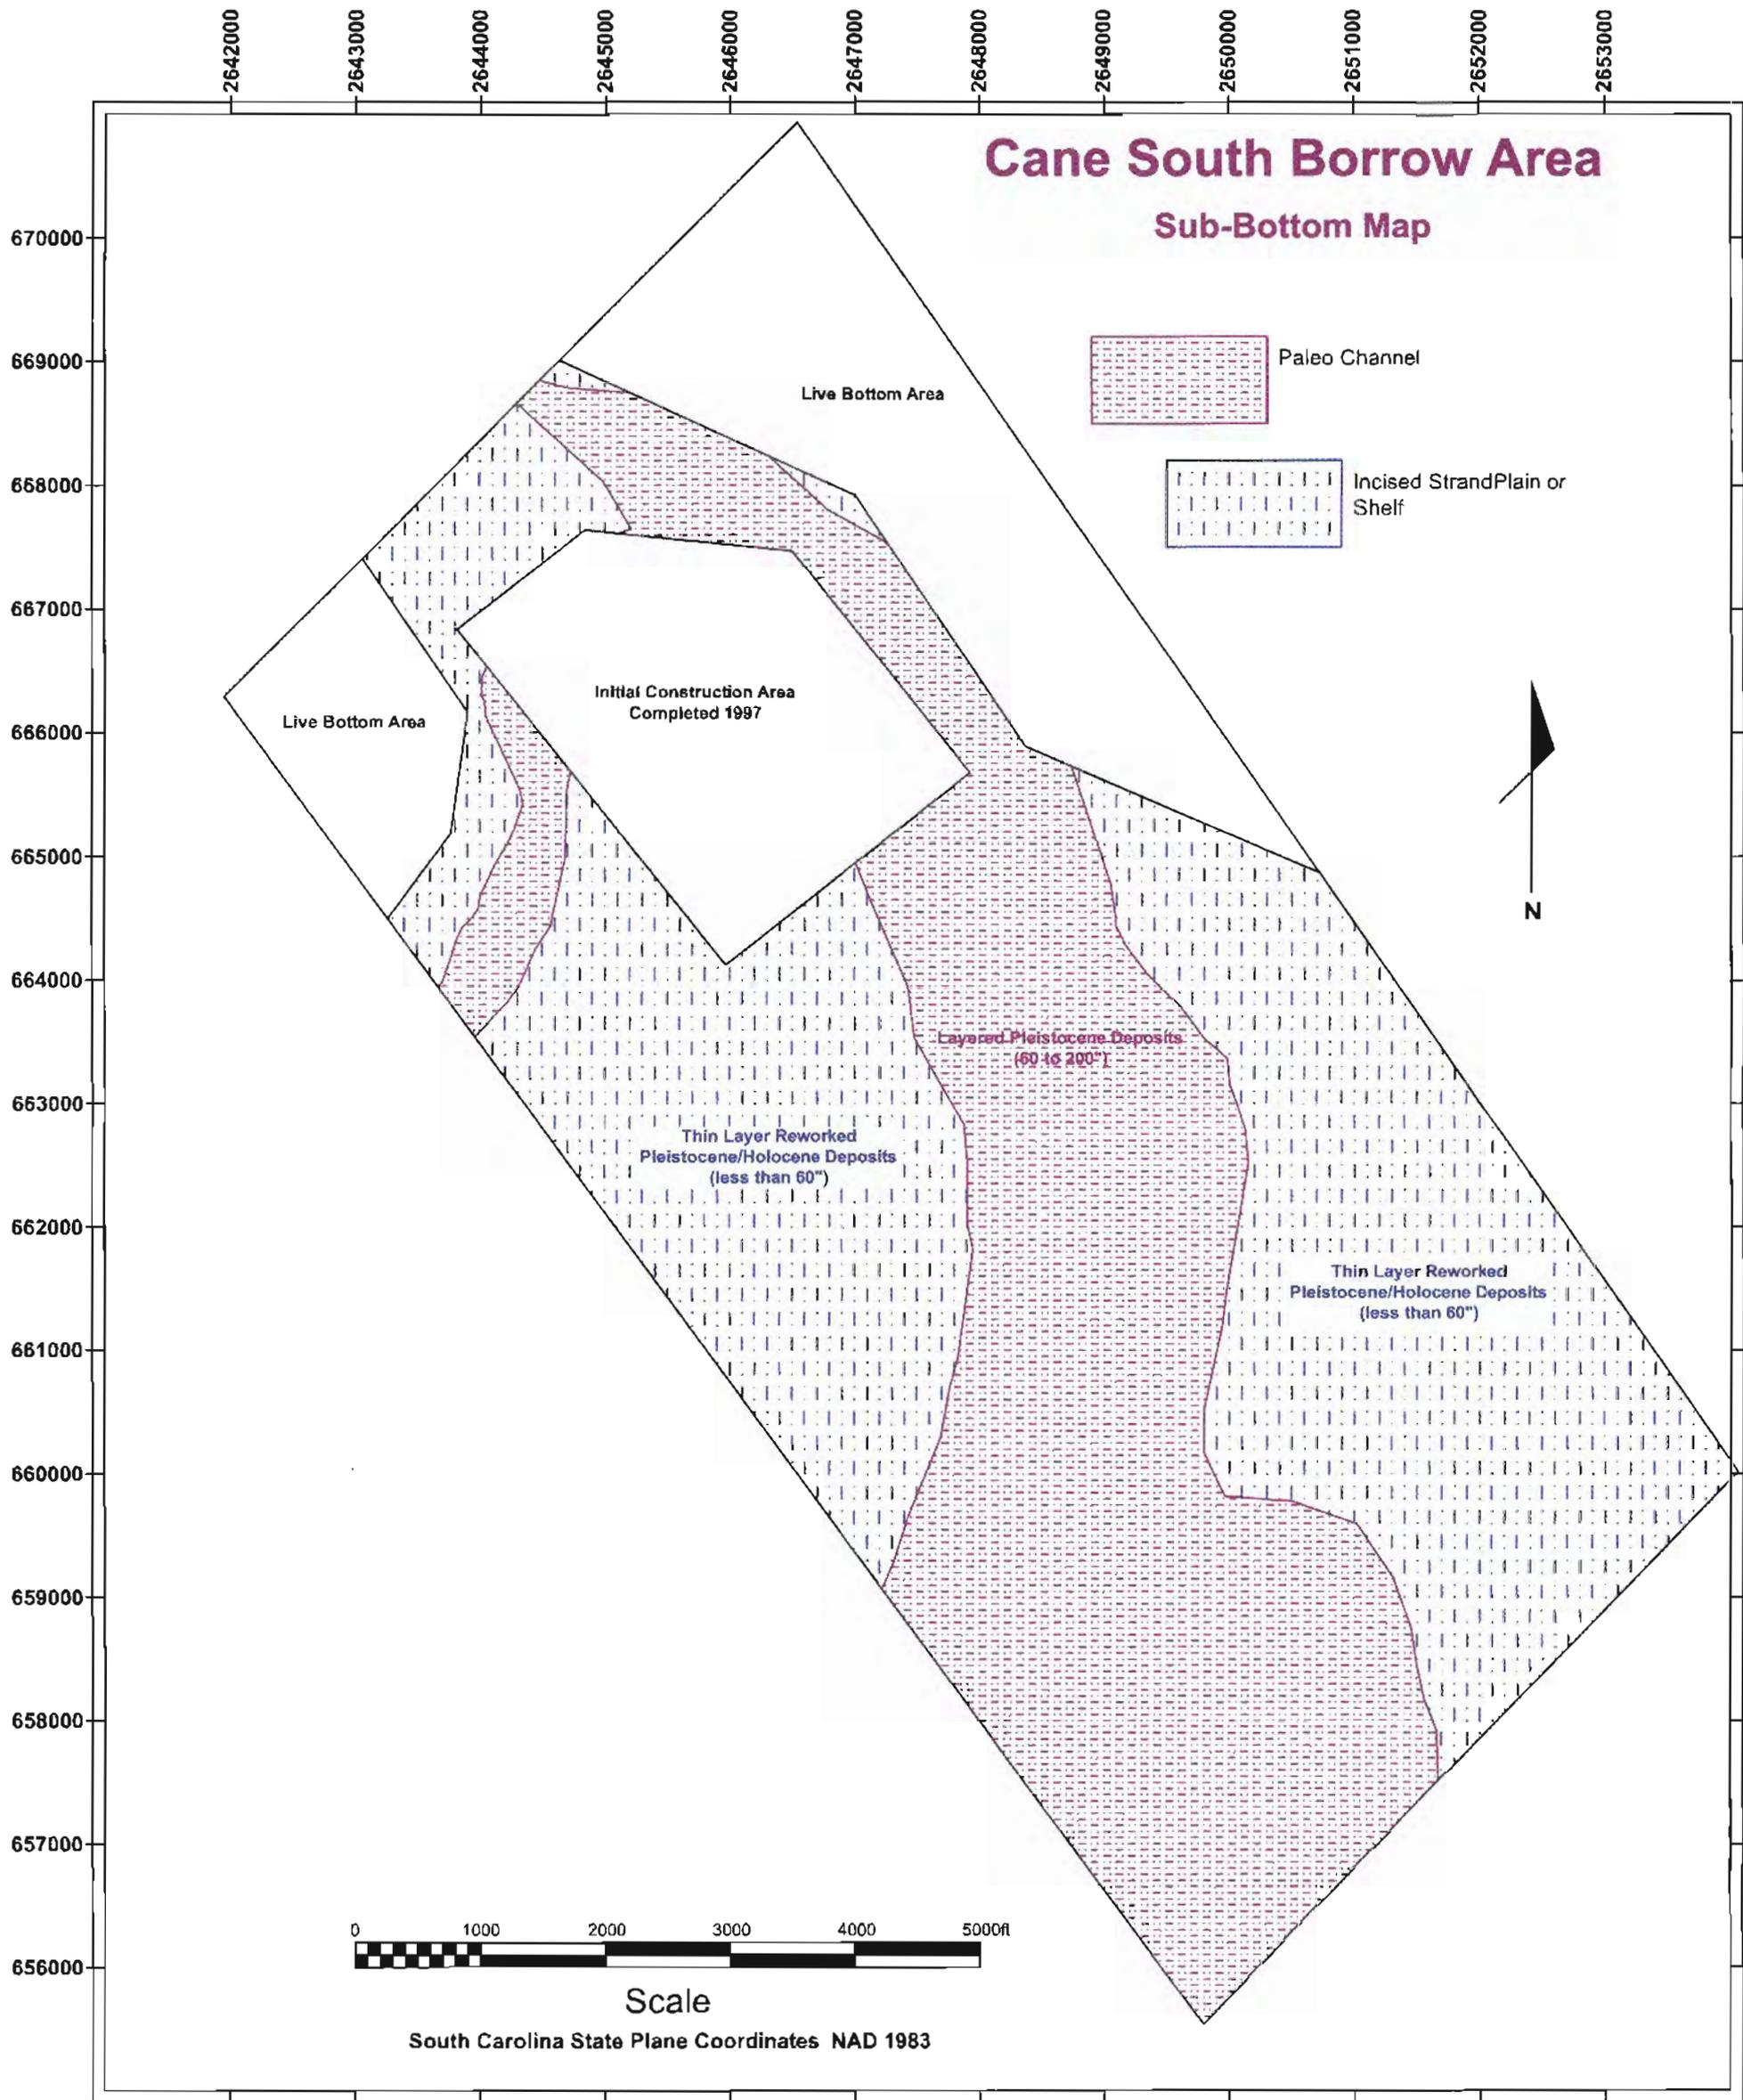 2642000
2643000
2644000
2645000
2646000
2647000
2648000
2649000
2650000
2651000
2652000
2653000
Cane South Borrow Area
Sub-Bottom Map
670000
669000
668000
667000
666000
665000
664000
663000
662000
661000
660000
659000
658000
657000
656000
Paleo Channel
Incised StrandPlain or
Shelf
Live Bottom Area
Initial Construction Area
Completed 1997
Live Bottom Area
N
Layered Pleistocene Deposits
(60 to 200")
Thin Layer Reworked
Pleistocene/Holocene Deposits
(less than 60")
Thin Layer Reworked
Pleistocene/Holocene Deposits
(less than 60")
0 1000 2000 3000 4000 5000ft
Scale
South Carolina State Plane Coordinates NAD 1983